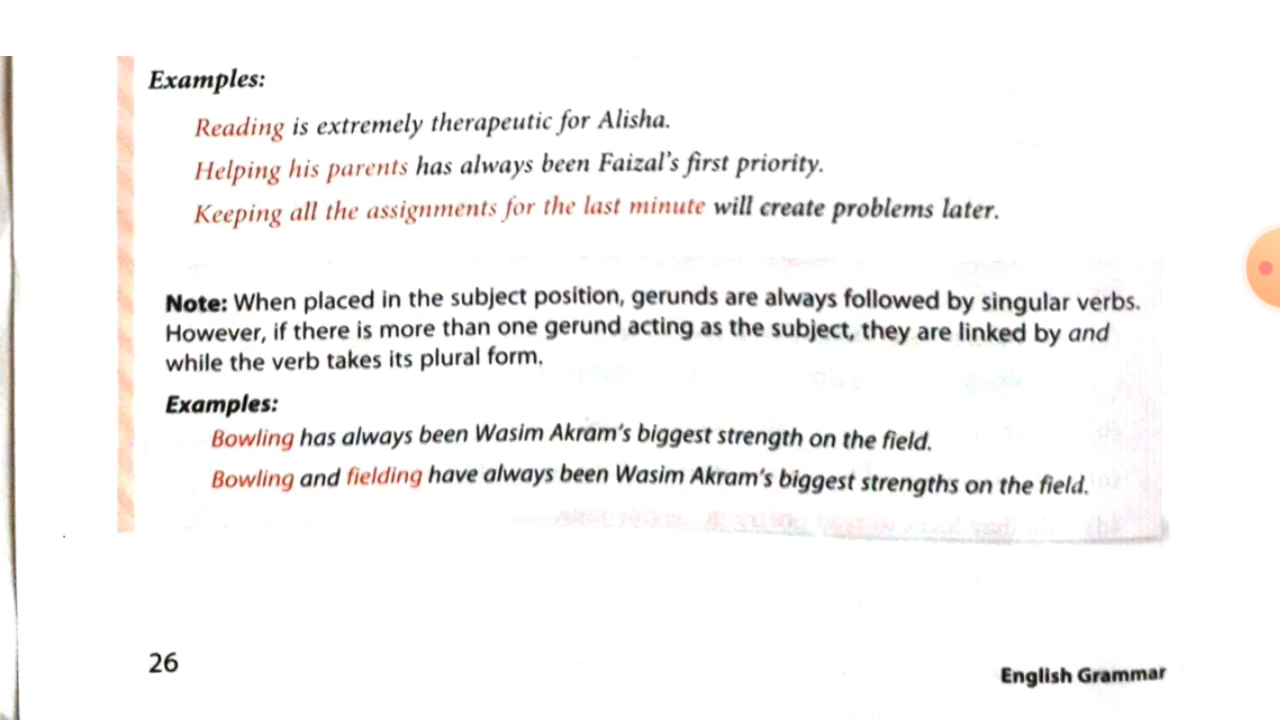 Examples:
Reading is extremely therapeutic for Alisha.
Helping his parents has always been Faizal's first priority.
Keeping all the assignments for the last minute will create problems later.
Note: When placed in the subject position, gerunds are always followed by singular verbs.
However, if there is more than one gerund acting as the subject, they are linked by and
while the verb takes its plural form.
Examples:
Bowling has always been Wasim Akram's biggest strength on the field.
Bowling and fielding have always been Wasim Akram's biggest strengths on the field.
26
English Grammar